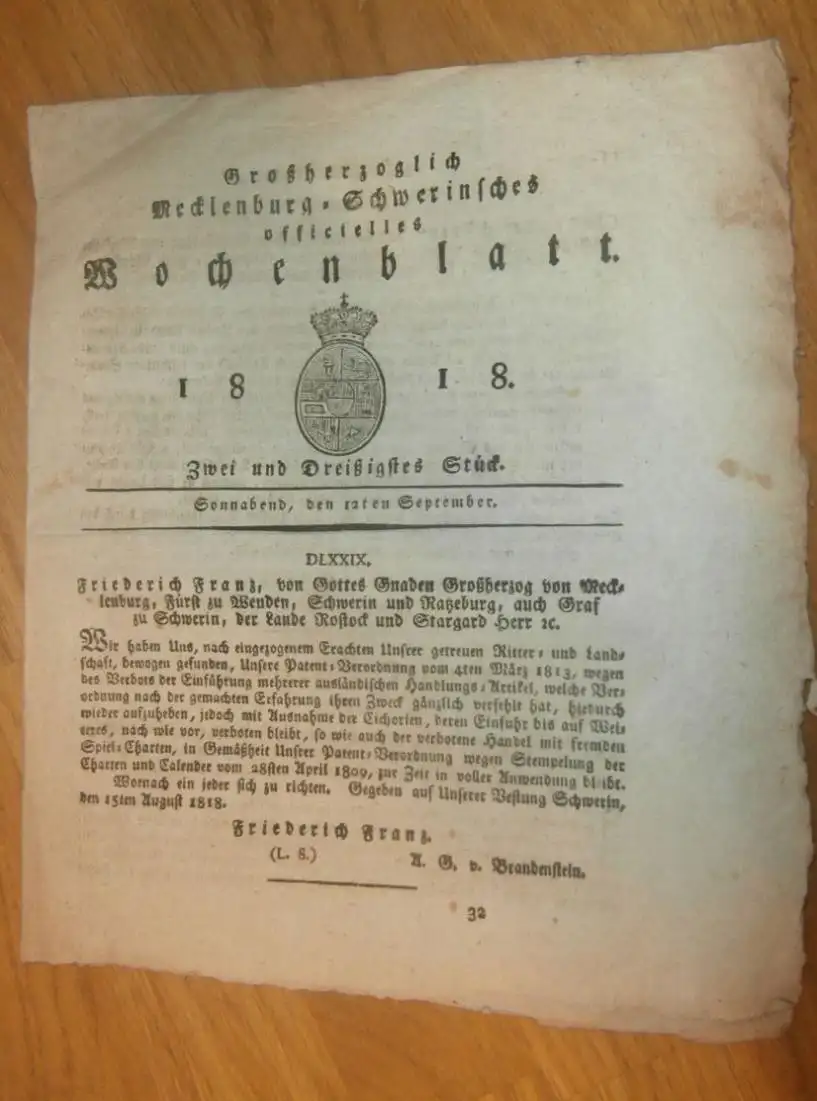 Großherzoglich
Mecklenburg-Schwerinsches
officielles
Wochenblatt.
1818.
Zwei und Dreißigstes Stück.
Sonnabend, den 12ten September.
DLXXIX.
Friederich Franz, von Gottes Gnaden Großherzog von Meck-
lenburg, Fürst zu Wenden, Schwerin und Ratzeburg, auch Graf
zu Schwerin, der Lande Rostock und Stargard Herr ꝛc.
Wir haben Uns, nach eingezogenem Erachten Unsrer getreuen Ritter- und Land-
schaft, bewogen gefunden, Unsere Patent-Verordnung vom 4ten März 1813, wegen
des Verbots der Einführung mehrerer ausländischen Handlungs-Artikel, welche Ver-
ordnung nach der gemachten Erfahrung ihren Zweck gänzlich verfehlt hat, hiedurch
wieder aufzuheben, jedoch mit Ausnahme der Cichorien, deren Einfuhr bis auf Wei-
teres, nach wie vor, verboten bleibt, so wie auch der verbotene Handel mit fremden
Spiel-Charten, in Gemäßheit Unsrer Patent-Verordnung wegen Stempelung der
Charten und Calender vom 28sten April 1809, zur Zeit in voller Anwendung bleibt.
Wornach ein jeder sich zu richten. Gegeben auf Unserer Vestung Schwerin,
den 15ten August 1818.
Friederich Franz.
(L. S.)
A. G. v. Brandenstein.
32